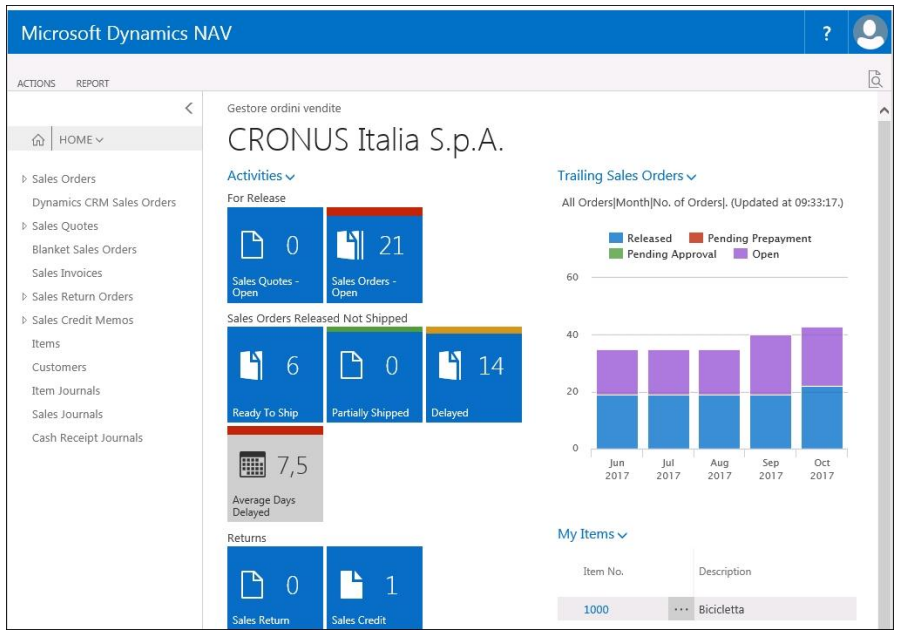 Microsoft Dynamics NAV
?
ACTIONS REPORT
HOME
Sales Orders
Dynamics CRM Sales Orders
Sales Quotes
Blanket Sales Orders
Sales Invoices
Sales Return Orders
Sales Credit Memos
Items
Customers
Item Journals
Sales Journals
Cash Receipt Journals
Gestore ordini vendite
CRONUS Italia S.p.A.
Activities
For Release
0
Sales Quotes -
Open
21
Sales Orders -
Open
Sales Orders Released Not Shipped
6
Ready To Ship
0
Partially Shipped
14
Delayed
7,5
Average Days
Delayed
Returns
0
Sales Return
1
Sales Credit
Trailing Sales Orders
All Orders|Month|No. of Orders|. (Updated at 09:33:17.)
Released Pending Prepayment
Pending Approval Open
60
40
20
0
Jun Jul Aug Sep Oct
2017 2017 2017 2017 2017
My Items
Item No. Description
1000 ··· Bicicletta